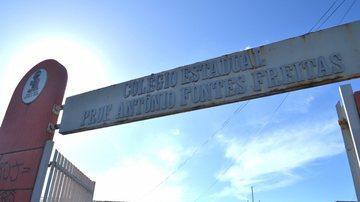 COLÉGIO ESTADUAL
PROF ANTÔNIO FONTES FREITAS